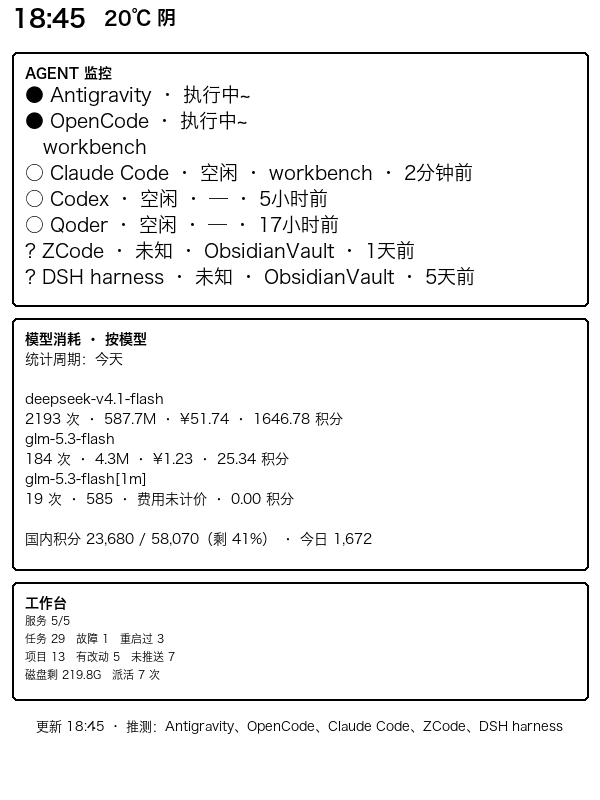 18:45 20℃ 阴
AGENT 监控
● Antigravity · 执行中~
● OpenCode · 执行中~
workbench
○ Claude Code · 空闲 · workbench · 2分钟前
○ Codex · 空闲 · — · 5小时前
○ Qoder · 空闲 · — · 17小时前
? ZCode · 未知 · ObsidianVault · 1天前
? DSH harness · 未知 · ObsidianVault · 5天前
模型消耗 · 按模型
统计周期：今天
deepseek-v4.1-flash
2193 次 · 587.7M · ¥51.74 · 1646.78 积分
glm-5.3-flash
184 次 · 4.3M · ¥1.23 · 25.34 积分
glm-5.3-flash[1m]
19 次 · 585 · 费用未计价 · 0.00 积分
国内积分 23,680 / 58,070（剩 41%） · 今日 1,672
工作台
服务 5/5
任务 29 故障 1 重启过 3
项目 13 有改动 5 未推送 7
磁盘剩 219.8G 派活 7 次
更新 18:45 · 推测：Antigravity、OpenCode、Claude Code、ZCode、DSH harness